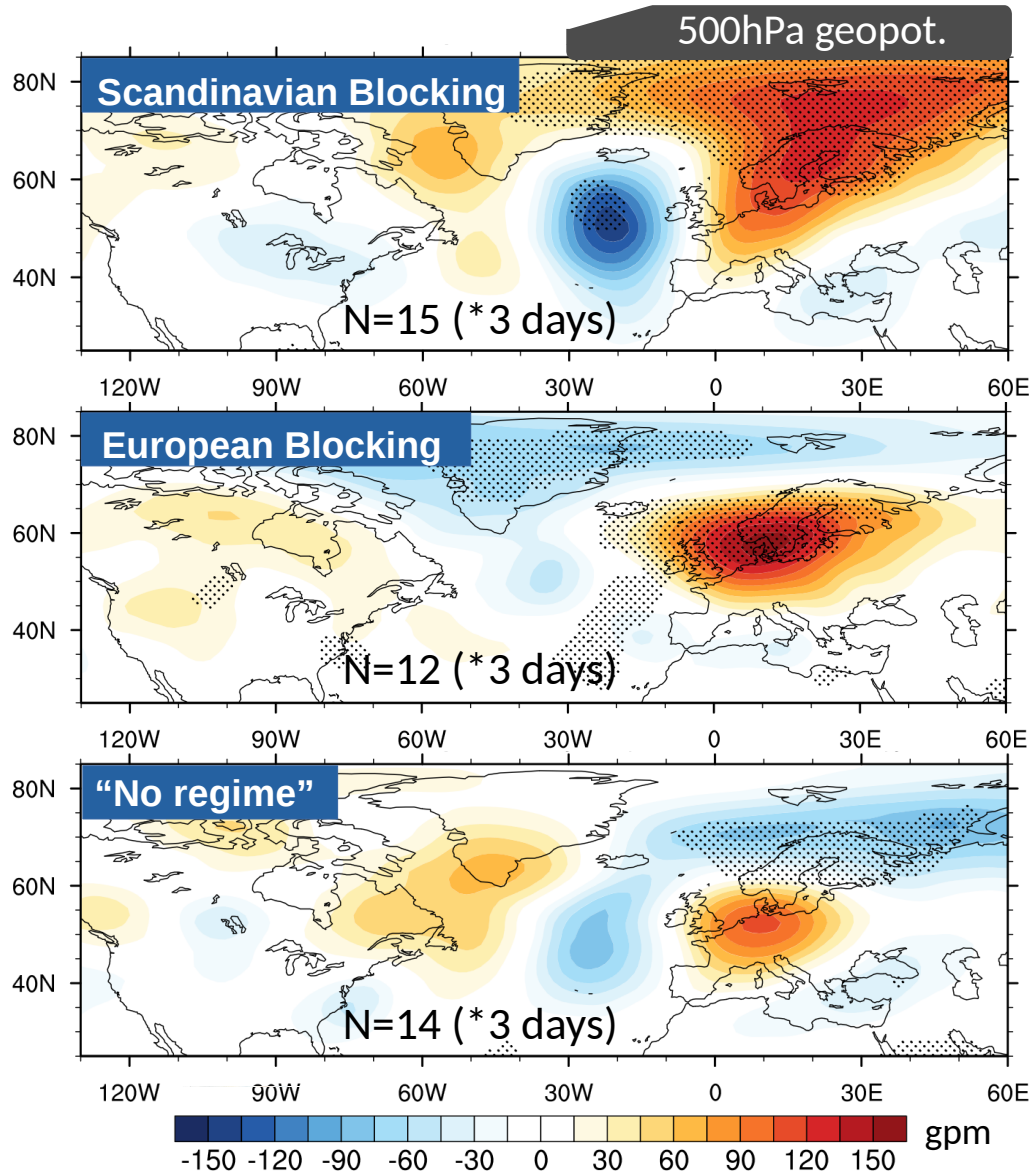 500hPa geopot.
Scandinavian Blocking
80N
60N
40N
N=15 (*3 days)
120W 90W 60W 30W 0 30E 60E
European Blocking
80N
60N
40N
N=12 (*3 days)
120W 90W 60W 30W 0 30E 60E
“No regime”
80N
60N
40N
N=14 (*3 days)
120W 90W 60W 30W 0 30E 60E
gpm
-150 -120 -90 -60 -30 0 30 60 90 120 150